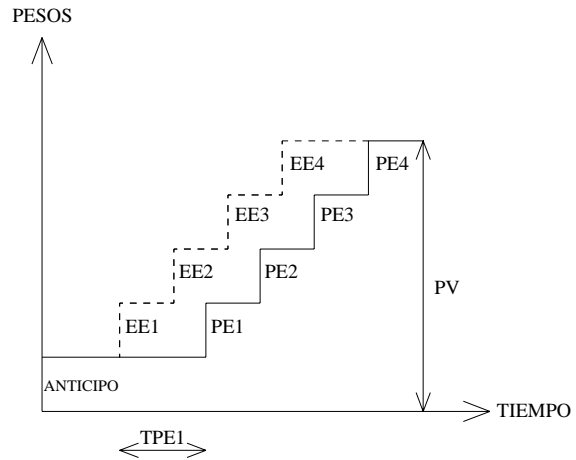 PESOS
EE4
PE4
EE3
PE3
EE2
PE2
PV
EE1
PE1
ANTICIPO
TIEMPO
TPE1